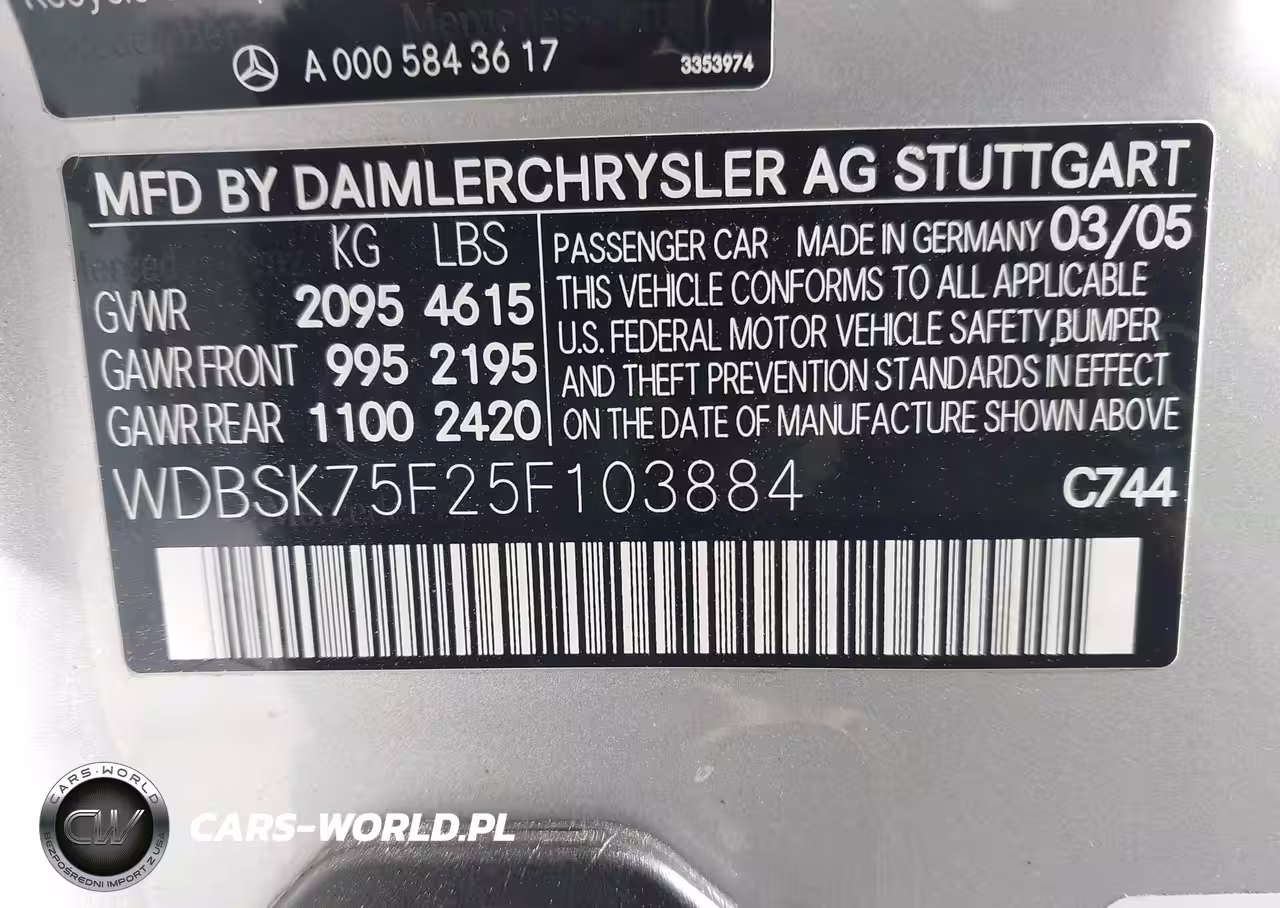 A 000 584 36 17
3353974
MFD BY DAIMLERCHRYSLER AG STUTTGART
KG LBS
GVWR 2095 4615
GAWR FRONT 995 2195
GAWR REAR 1100 2420
PASSENGER CAR MADE IN GERMANY 03/05
THIS VEHICLE CONFORMS TO ALL APPLICABLE
U.S. FEDERAL MOTOR VEHICLE SAFETY,BUMPER
AND THEFT PREVENTION STANDARDS IN EFFECT
ON THE DATE OF MANUFACTURE SHOWN ABOVE
WDBSK75F25F103884
C744
CARS-WORLD
CW
BEZPOŚREDNI IMPORT Z USA
CARS-WORLD.PL